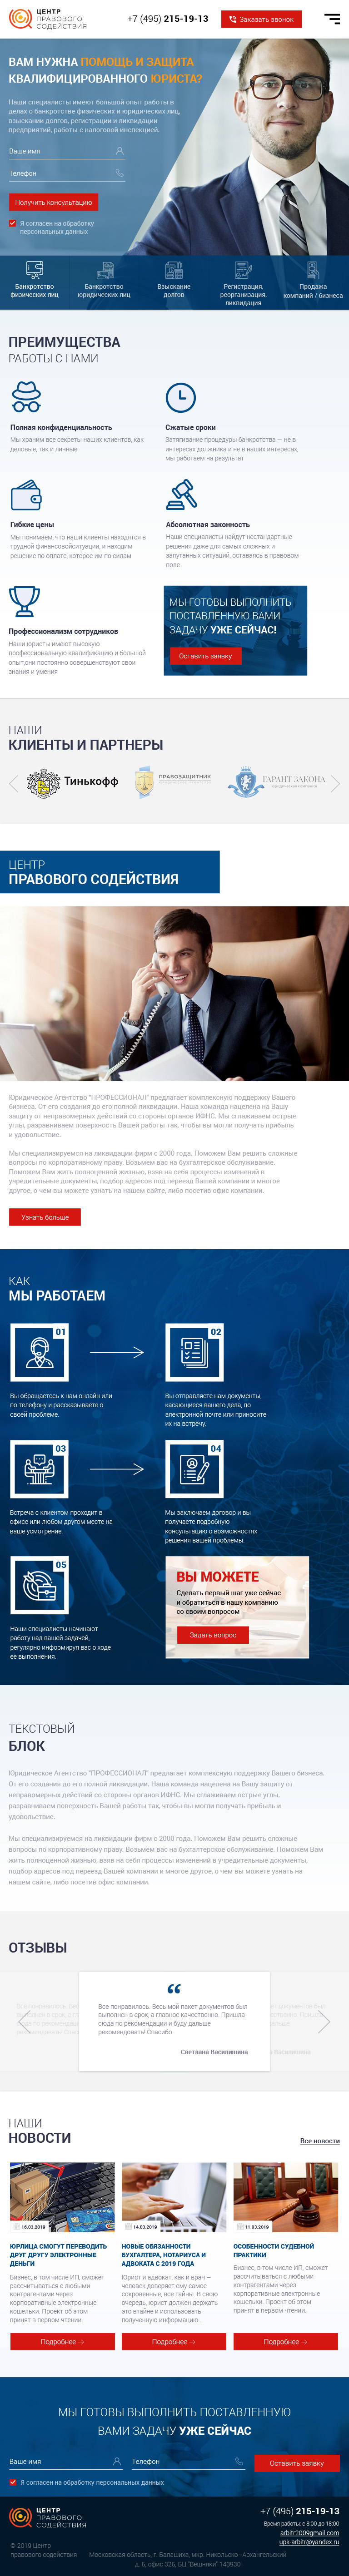 ЦЕНТР
ПРАВОВОГО
СОДЕЙСТВИЯ
+7 (495) 215-19-13
Заказать звонок
ВАМ НУЖНА ПОМОЩЬ И ЗАЩИТА
КВАЛИФИЦИРОВАННОГО ЮРИСТА?
Наши специалисты имеют большой опыт работы в
делах о банкротстве физических и юридических лиц,
взыскании долгов, регистрации и ликвидации
предприятий, работы с налоговой инспекцией.
Ваше имя
Телефон
Получить консультацию
Я согласен на обработку
персональных данных
Банкротство
физических лиц
Банкротство
юридических лиц
Взыскание
долгов
Регистрация,
реорганизация,
ликвидация
Продажа
компаний / бизнеса
ПРЕИМУЩЕСТВА
РАБОТЫ С НАМИ
Полная конфиденциальность
Мы храним все секреты наших клиентов, как
деловые, так и личные
Сжатые сроки
Затягивание процедуры банкротства — не в
интересах должника и не в наших интересах,
мы работаем на результат
Гибкие цены
Мы понимаем, что наши клиенты находятся в
трудной финансовойситуации, и находим
решение по оплате, которое им по силам
Абсолютная законность
Наши специалисты найдут нестандартные
решения даже для самых сложных и
запутанных ситуаций, оставаясь в правовом
поле
Профессионализм сотрудников
Наши юристы имеют высокую
профессиональную квалификацию и большой
опыт,они постоянно совершенствуют свои
знания и умения
МЫ ГОТОВЫ ВЫПОЛНИТЬ
ПОСТАВЛЕННУЮ ВАМИ
ЗАДАЧУ УЖЕ СЕЙЧАС!
Оставить заявку
НАШИ
КЛИЕНТЫ И ПАРТНЕРЫ
Тинькофф
ПРАВОЗАЩИТНИК
ГАРАНТ ЗАКОНА
ЮРИДИЧЕСКАЯ КОМПАНИЯ
ЦЕНТР
ПРАВОВОГО СОДЕЙСТВИЯ
Юридическое Агентство "ПРОФЕССИОНАЛ" предлагает комплексную поддержку Вашего
бизнеса. От его создания до его полной ликвидации. Наша команда нацелена на Вашу
защиту от неправомерных действий со стороны органов ИФНС. Мы сглаживаем острые
углы, разравниваем поверхность Вашей работы так, чтобы вы могли получать прибыль
и удовольствие.
Мы специализируемся на ликвидации фирм с 2000 года. Поможем Вам решить сложные
вопросы по корпоративному праву. Возьмем вас на бухгалтерское обслуживание.
Поможем Вам жить полноценной жизнью, взяв на себя процессы изменений в
учредительные документы, подбор адресов под переезд Вашей компании и многое
другое, о чем вы можете узнать на нашем сайте, либо посетив офис компании.
Узнать больше
КАК
МЫ РАБОТАЕМ
01
02
Вы обращаетесь к нам онлайн или
по телефону и рассказываете о
своей проблеме.
Вы отправляете нам документы,
касающиеся вашего дела, по
электронной почте или приносите
их на встречу.
03
04
Встреча с клиентом проходит в
офисе или любом другом месте на
ваше усмотрение.
Мы заключаем договор и вы
получаете подробную
консультацию о возможностях
решения вашей проблемы.
05
Наши специалисты начинают
работу над вашей задачей,
регулярно информируя вас о ходе
ее выполнения.
ВЫ МОЖЕТЕ
Сделать первый шаг уже сейчас
и обратиться в нашу компанию
со своим вопросом
Задать вопрос
ТЕКСТОВЫЙ
БЛОК
Юридическое Агентство "ПРОФЕССИОНАЛ" предлагает комплексную поддержку Вашего бизнеса.
От его создания до его полной ликвидации. Наша команда нацелена на Вашу защиту от
неправомерных действий со стороны органов ИФНС. Мы сглаживаем острые углы,
разравниваем поверхность Вашей работы так, чтобы вы могли получать прибыль и
удовольствие.
Мы специализируемся на ликвидации фирм с 2000 года. Поможем Вам решить сложные
вопросы по корпоративному праву. Возьмем вас на бухгалтерское обслуживание. Поможем Вам
жить полноценной жизнью, взяв на себя процессы изменений в учредительные документы,
подбор адресов под переезд Вашей компании и многое другое, о чем вы можете узнать на
нашем сайте, либо посетив офис компании.
ОТЗЫВЫ
Все понравилось. Весь мой пакет документов был
выполнен в срок, а главное качественно. Пришла
сюда по рекомендации и буду дальше
рекомендовать! Спасибо
Светлана Василишина
НАШИ
НОВОСТИ
Все новости
16.03.2019
14.03.2019
11.03.2019
ЮРЛИЦА СМОГУТ ПЕРЕВОДИТЬ
ДРУГ ДРУГУ ЭЛЕКТРОННЫЕ
ДЕНЬГИ
Бизнес, в том числе ИП, сможет
рассчитываться с любыми
контрагентами через
корпоративные электронные
кошельки. Проект об этом
принят в первом чтении.
Подробнее
НОВЫЕ ОБЯЗАННОСТИ
БУХГАЛТЕРА, НОТАРИУСА И
АДВОКАТА С 2019 ГОДА
Юрист и адвокат, как и врач –
человек доверяет ему самое
сокровенные, все тайны. В свою
очередь, юрист должен держать
это втайне и использовать
полученную информацию...
Подробнее
ОСОБЕННОСТИ СУДЕБНОЙ
ПРАКТИКИ
Бизнес, в том числе ИП, сможет
рассчитываться с любыми
контрагентами через
корпоративные электронные
кошельки. Проект об этом
принят в первом чтении.
Подробнее
МЫ ГОТОВЫ ВЫПОЛНИТЬ ПОСТАВЛЕННУЮ
ВАМИ ЗАДАЧУ УЖЕ СЕЙЧАС
Ваше имя
Телефон
Оставить заявку
Я согласен на обработку персональных данных
ЦЕНТР
ПРАВОВОГО
СОДЕЙСТВИЯ
+7 (495) 215-19-13
Время работы: с 8:00 до 18:00
arbitr2009gmail.com
upk-arbitr@yandex.ru
© 2019 Центр
правового содействия
Московская область, г. Балашиха, мкр. Никольско–Архангельский
д. 5, офис 325, БЦ "Вешняки" 143930